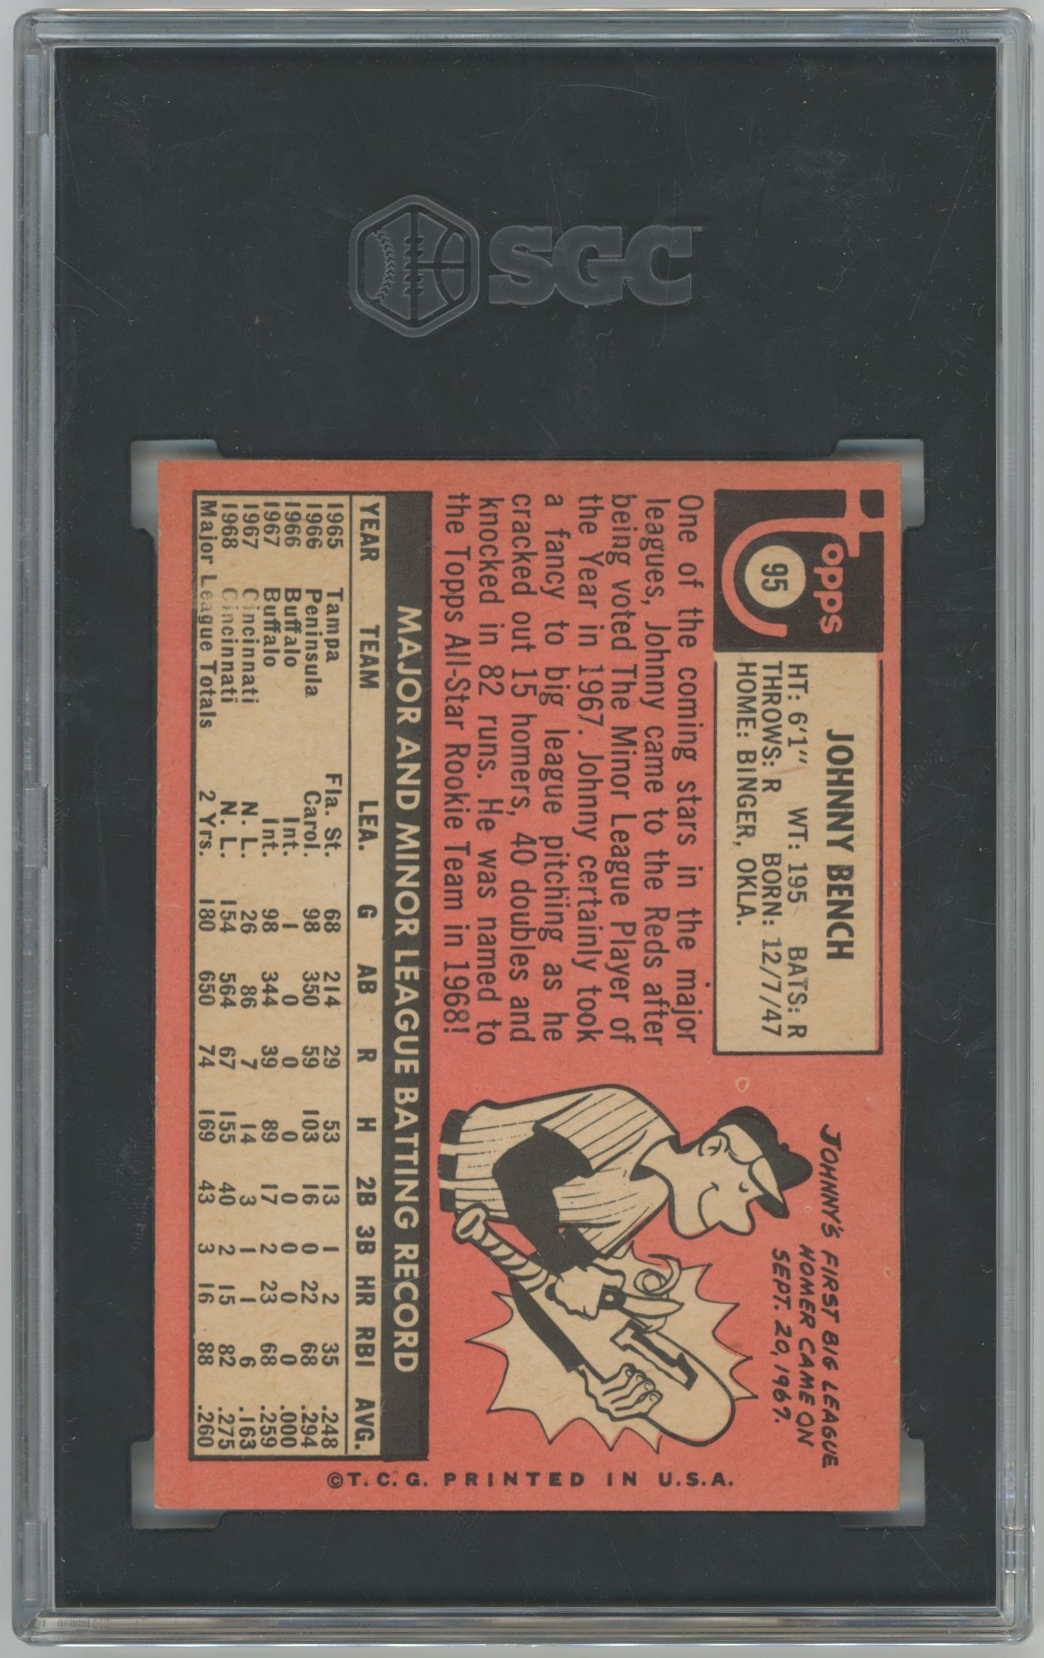 SGC
Topps
95
JOHNNY BENCH
HT: 6'1" WT: 195 BATS: R
THROWS: R BORN: 12/7/47
HOME: BINGER, OKLA.
One of the coming stars in the major
leagues, Johnny came to the Reds after
being voted The Minor League Player of
the Year in 1967. Johnny certainly took
a fancy to big league pitching as he
cracked out 15 homers, 40 doubles and
knocked in 82 runs. He was named to
the Topps All-Star Rookie Team in 1968!
JOHNNY'S FIRST BIG LEAGUE
HOMER CAME ON
SEPT. 20, 1967.
MAJOR AND MINOR LEAGUE BATTING RECORD
YEAR TEAM LEA. G AB R H 2B 3B HR RBI AVG.
1965 Tampa Fla. St. 68 214 29 53 13 1 2 35 .248
1966 Peninsula Carol. 98 350 59 103 16 0 22 68 .294
1966 Buffalo Int. 1 0 0 0 0 0 0 0 .000
1967 Buffalo Int. 98 344 39 89 17 2 23 68 .259
1967 Cincinnati N. L. 26 86 7 14 3 1 1 6 .163
1968 Cincinnati N. L. 154 564 67 155 40 2 15 82 .275
Major League Totals 2 Yrs. 180 650 74 169 43 3 16 88 .260
©T.C.G. PRINTED IN U.S.A.